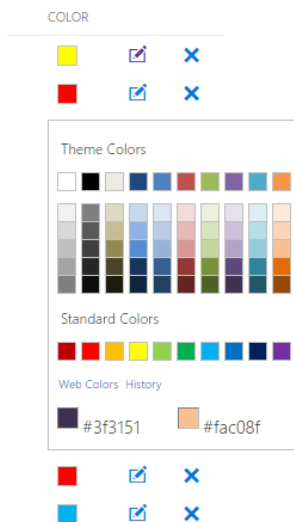 COLOR
Theme Colors
Standard Colors
Web Colors History
#3f3151 #fac08f